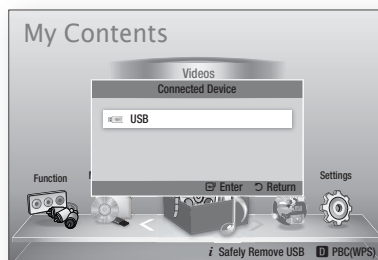 My Contents
Videos
Connected Device
USB
Function
Settings
Enter Return
i Safely Remove USB D PBC(WPS)